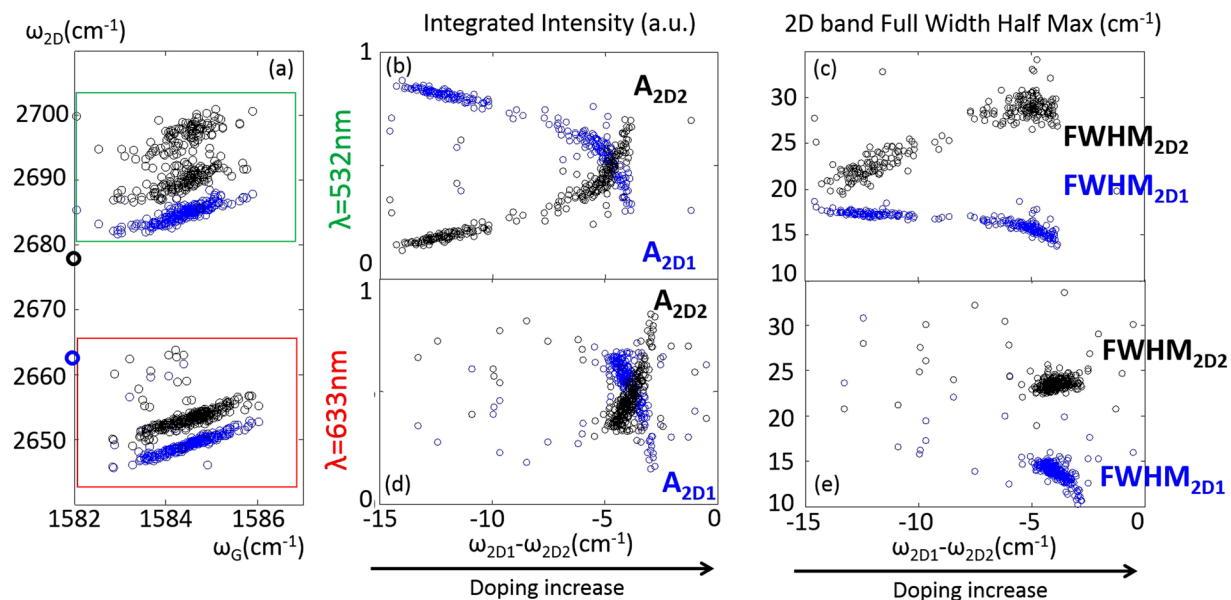 Integrated Intensity (a.u.)
2D band Full Width Half Max (cm⁻¹)
ω₂D(cm⁻¹)
(a)
2700
2690
2680
2670
2660
2650
1582
1584
1586
ωG(cm⁻¹)
λ=532nm
λ=633nm
1
(b)
A₂D₂
A₂D₁
0
1
A₂D₂
(d)
A₂D₁
0
-15
-10
-5
0
ω₂D₁-ω₂D₂(cm⁻¹)
Doping increase
(c)
30
25
20
15
10
FWHM₂D₂
FWHM₂D₁
30
25
20
15
10
FWHM₂D₂
FWHM₂D₁
(e)
-15
-10
-5
0
ω₂D₁-ω₂D₂(cm⁻¹)
Doping increase